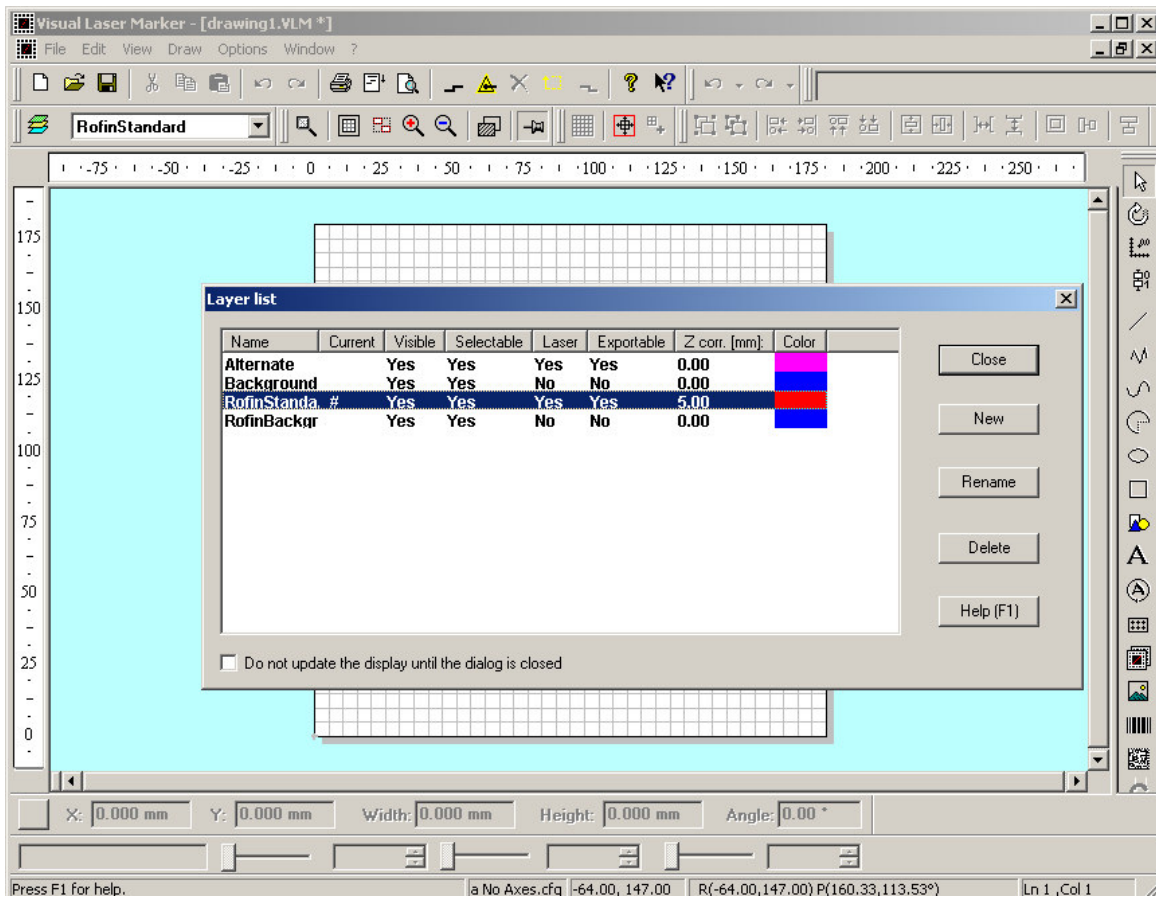 Visual Laser Marker - [drawing1.VLM *]
File Edit View Draw Options Window ?
RofinStandard
-75 -50 -25 0 25 50 75 100 125 150 175 200 225 250
175
150
125
100
75
50
25
0
Layer list
Name Current Visible Selectable Laser Exportable Z corr. [mm]: Color
Alternate Yes Yes Yes Yes 0.00
Background Yes Yes No No 0.00
RofinStanda. # Yes Yes Yes Yes 5.00
RofinBackgr Yes Yes No No 0.00
Close
New
Rename
Delete
Help (F1)
Do not update the display until the dialog is closed
X: 0.000 mm Y: 0.000 mm Width: 0.000 mm Height: 0.000 mm Angle: 0.00 °
Press F1 for help. a No Axes.cfg -64.00, 147.00 R(-64.00,147.00) P(160.33,113.53°) Ln 1 ,Col 1